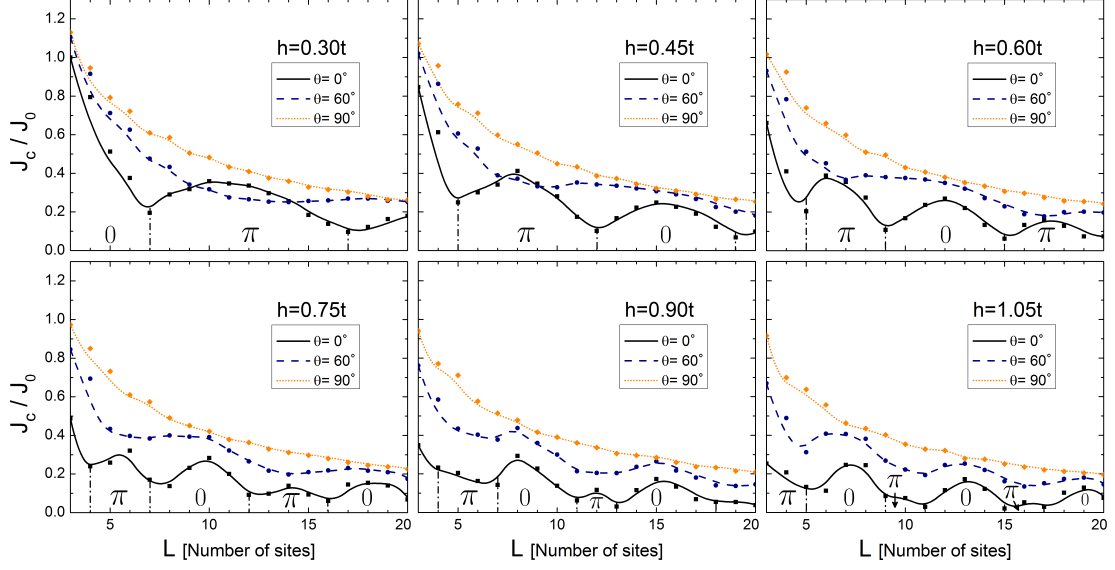 J_c / J_0
1.2
1.0
0.8
0.6
0.4
0.2
0.0
h=0.30t
θ= 0°
θ= 60°
θ= 90°
0 π
h=0.45t
θ= 0°
θ= 60°
θ= 90°
π 0
h=0.60t
θ= 0°
θ= 60°
θ= 90°
π 0 π
J_c / J_0
1.2
1.0
0.8
0.6
0.4
0.2
0.0
h=0.75t
θ= 0°
θ= 60°
θ= 90°
π 0 π 0
5 10 15 20
L [Number of sites]
h=0.90t
θ= 0°
θ= 60°
θ= 90°
π 0 π 0
5 10 15 20
L [Number of sites]
h=1.05t
θ= 0°
θ= 60°
θ= 90°
π 0 π 0 π 0
5 10 15 20
L [Number of sites]